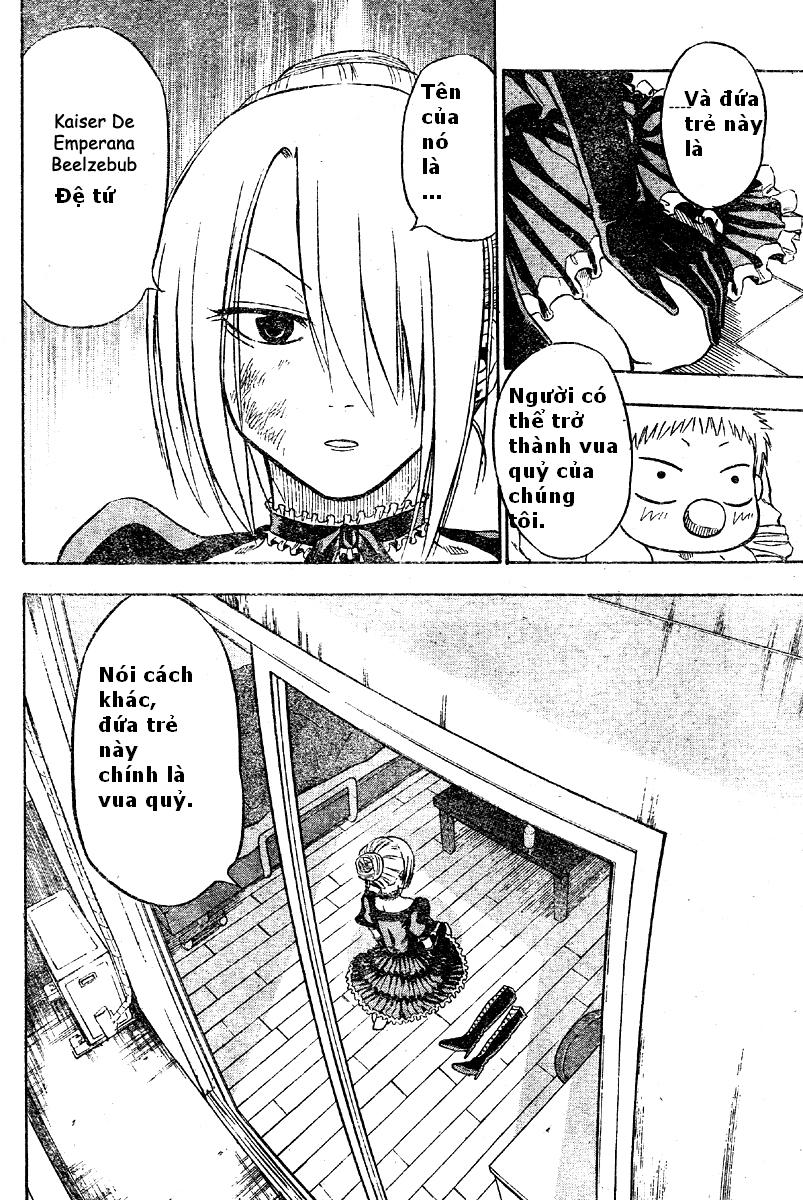 ---Và đứa
trẻ này
là
Người có
thể trở
thành vua
quỷ của
chúng
tôi.
Tên
của
nó
là
...
Kaiser De
Emperana
Beelzebub
Đệ tứ
Nói cách
khác,
đứa trẻ
này
chính là
vua quỷ.